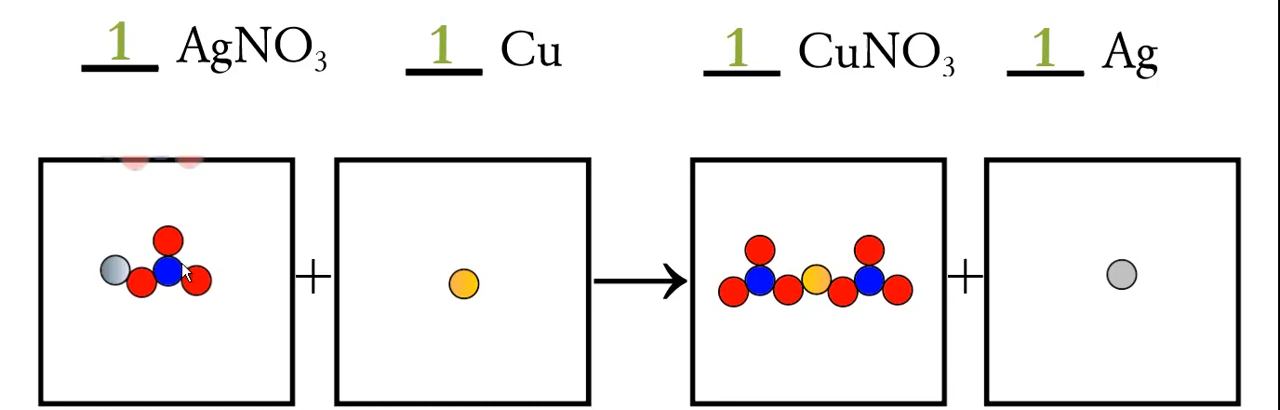 1 AgNO₃ 1 Cu 1 CuNO₃ 1 Ag
+ → +